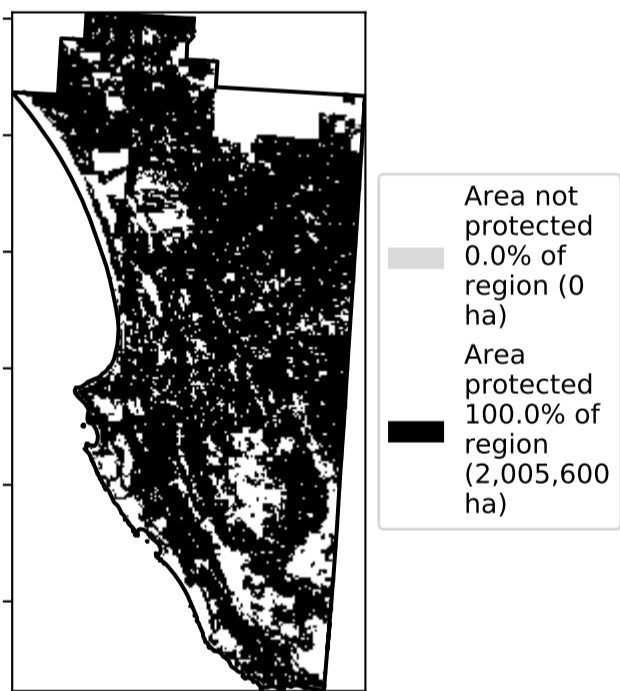 Area not
protected
0.0% of
region (0
ha)
Area
protected
100.0% of
region
(2,005,600
ha)